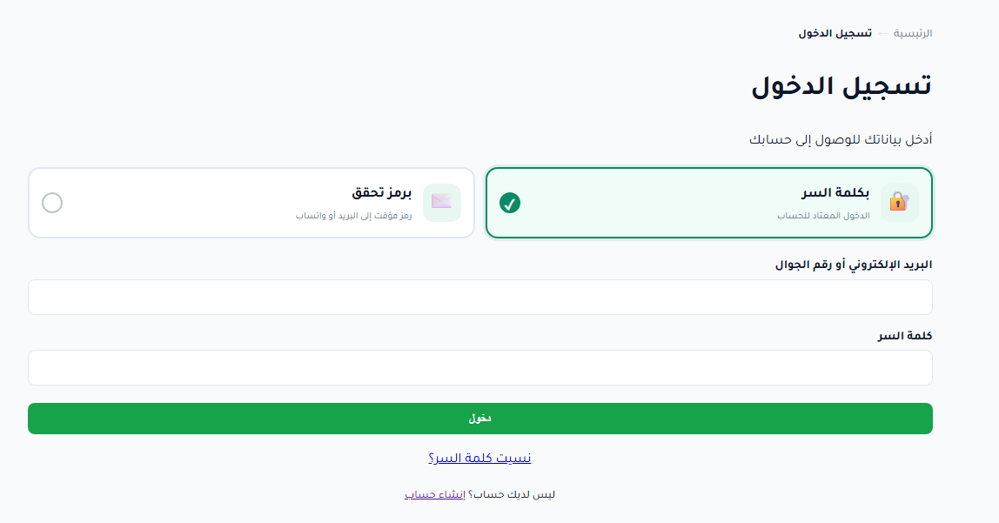 الرئيسية ← تسجيل الدخول
تسجيل الدخول
أدخل بياناتك للوصول إلى حسابك
بكلمة السر
الدخول المعتاد للحساب
برمز تحقق
رمز مؤقت إلى البريد أو واتساب
البريد الإلكتروني أو رقم الجوال
كلمة السر
دخول
نسيت كلمة السر؟
ليس لديك حساب؟ إنشاء حساب